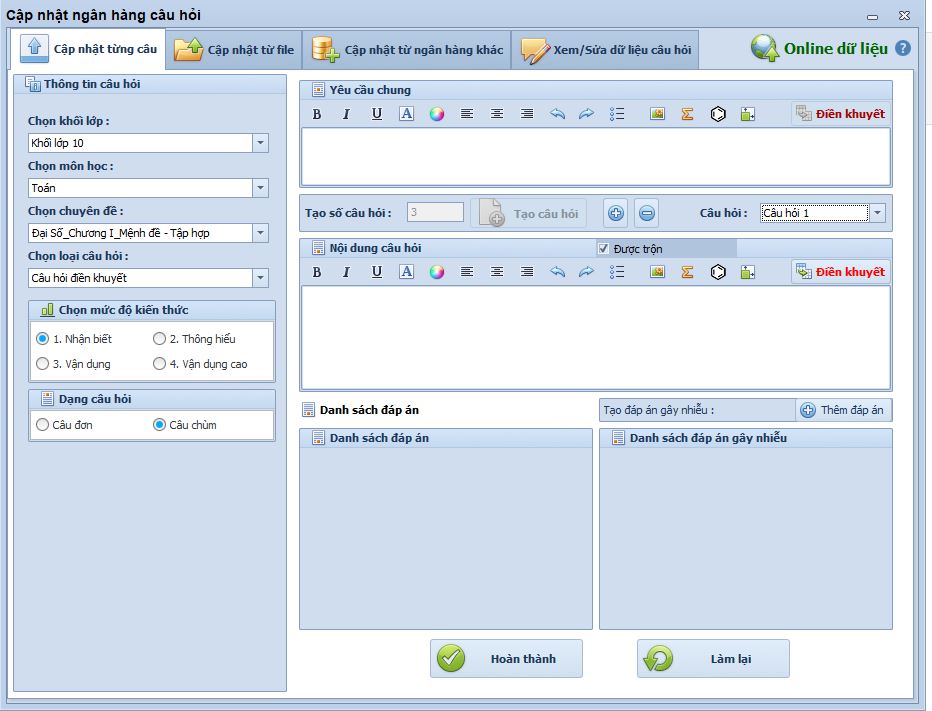 Cập nhật ngân hàng câu hỏi
Cập nhật từng câu
Cập nhật từ file
Cập nhật từ ngân hàng khác
Xem/Sửa dữ liệu câu hỏi
Online dữ liệu ?
Thông tin câu hỏi
Chọn khối lớp :
Khối lớp 10
Chọn môn học :
Toán
Chọn chuyên đề :
Đại Số_Chương I_Mệnh đề - Tập hợp
Chọn loại câu hỏi :
Câu hỏi điền khuyết
Chọn mức độ kiến thức
1. Nhận biết
2. Thông hiểu
3. Vận dụng
4. Vận dụng cao
Dạng câu hỏi
Câu đơn
Câu chùm
Yêu cầu chung
B I U A Σ Điền khuyết
Tạo số câu hỏi : 3 Tạo câu hỏi Câu hỏi : Câu hỏi 1
Nội dung câu hỏi
Được trộn
B I U A Σ Điền khuyết
Danh sách đáp án
Tạo đáp án gây nhiễu : Thêm đáp án
Danh sách đáp án
Danh sách đáp án gây nhiễu
Hoàn thành
Làm lại